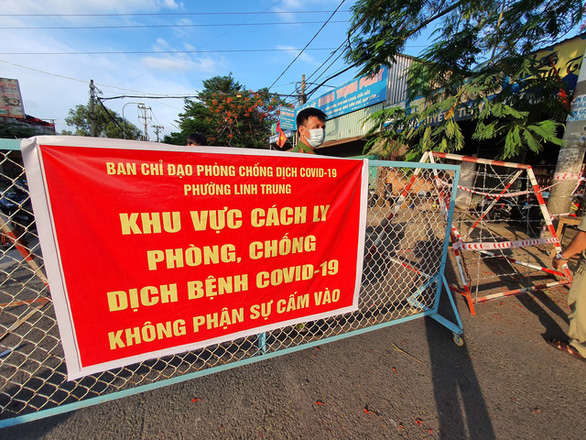 BAN CHỈ ĐẠO PHÒNG CHỐNG DỊCH COVID-19
PHƯỜNG LINH TRUNG
KHU VỰC CÁCH LY
PHÒNG, CHỐNG
DỊCH BỆNH COVID-19
KHÔNG PHẬN SỰ CẤM VÀO